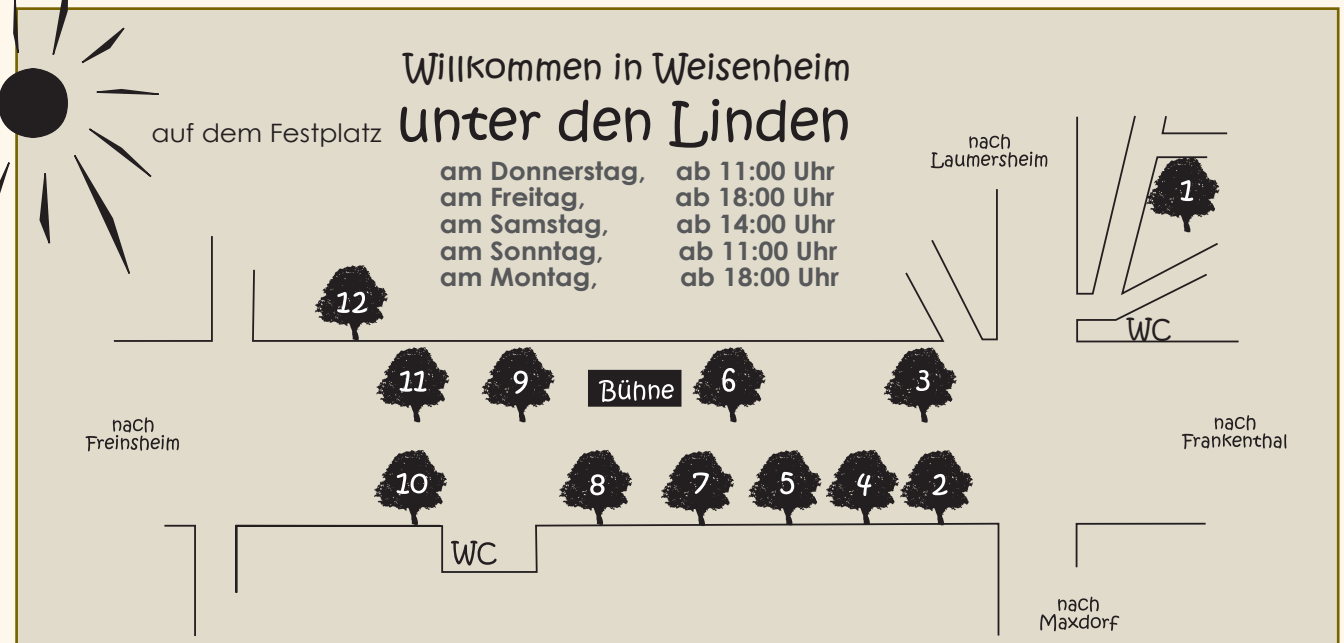 Willkommen in Weisenheim
auf dem Festplatz unter den Linden
am Donnerstag, ab 11:00 Uhr
am Freitag, ab 18:00 Uhr
am Samstag, ab 14:00 Uhr
am Sonntag, ab 11:00 Uhr
am Montag, ab 18:00 Uhr
nach
Laumersheim
1
12
WC
11 9 Bühne 6 3
nach
Freinsheim
nach
Frankenthal
10 8 7 5 4 2
WC
nach
Maxdorf